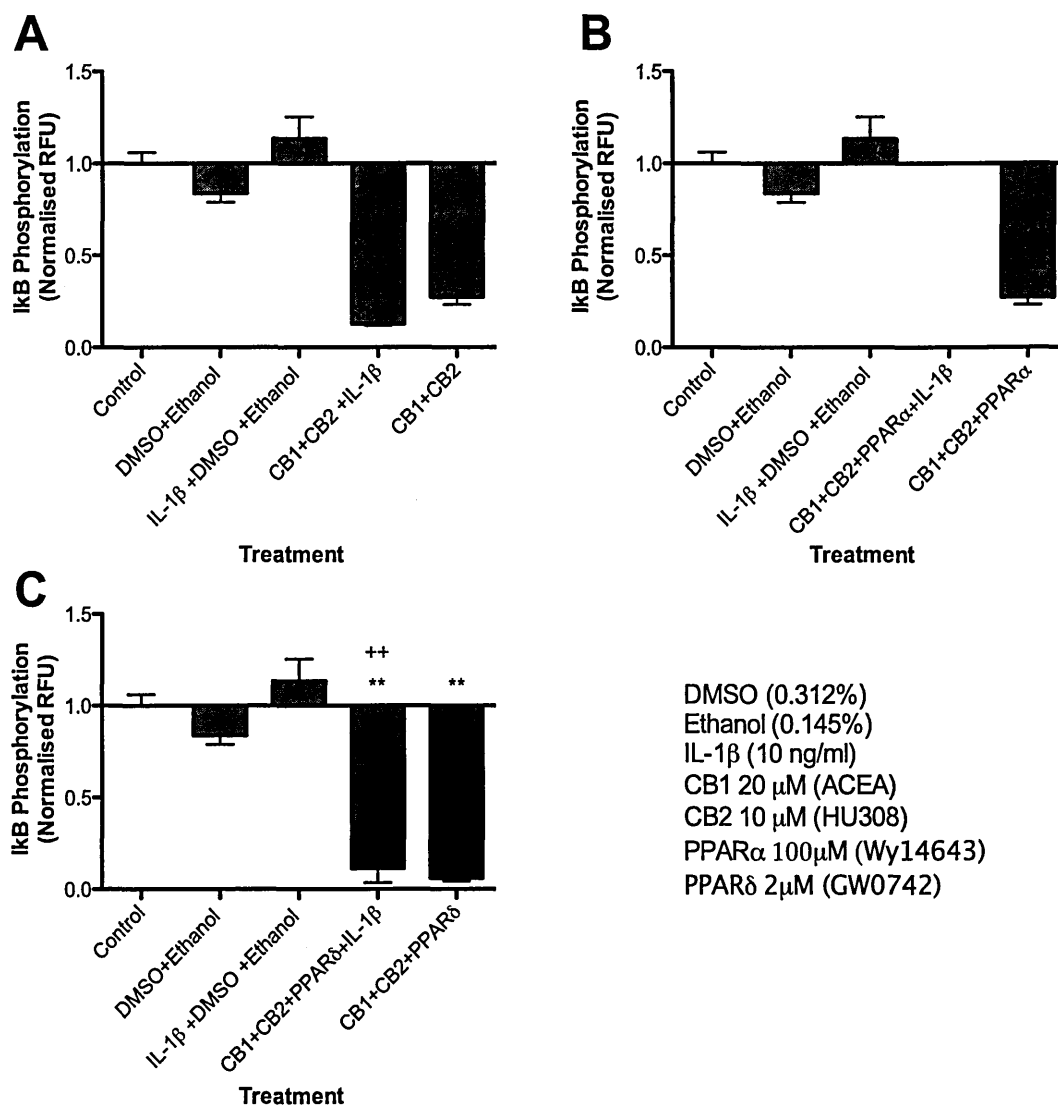 A
IkB Phosphorylation
(Normalised RFU)
1.5
1.0
0.5
0.0
Control
DMSO+Ethanol
IL-1β +DMSO +Ethanol
CB1+CB2 +IL-1β
CB1+CB2
Treatment
B
IkB Phosphorylation
(Normalised RFU)
1.5
1.0
0.5
0.0
Control
DMSO+Ethanol
IL-1β +DMSO +Ethanol
CB1+CB2+PPARα+IL-1β
CB1+CB2+PPARα
Treatment
C
IkB Phosphorylation
(Normalised RFU)
1.5
1.0
0.5
0.0
++
**
**
Control
DMSO+Ethanol
IL-1β +DMSO +Ethanol
CB1+CB2+PPARδ+IL-1β
CB1+CB2+PPARδ
Treatment
DMSO (0.312%)
Ethanol (0.145%)
IL-1β (10 ng/ml)
CB1 20 μM (ACEA)
CB2 10 μM (HU308)
PPARα 100μM (Wy14643)
PPARδ 2μM (GW0742)